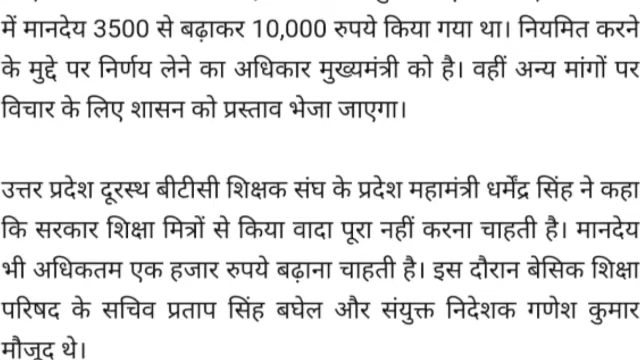 में मानदेय 3500 से बढ़ाकर 10,000 रुपये किया गया था। नियमित करने
के मुद्दे पर निर्णय लेने का अधिकार मुख्यमंत्री को है। वहीं अन्य मांगों पर
विचार के लिए शासन को प्रस्ताव भेजा जाएगा।
उत्तर प्रदेश दूरस्थ बीटीसी शिक्षक संघ के प्रदेश महामंत्री धर्मेंद्र सिंह ने कहा
कि सरकार शिक्षा मित्रों से किया वादा पूरा नहीं करना चाहती है। मानदेय
भी अधिकतम एक हजार रुपये बढ़ाना चाहती है। इस दौरान बेसिक शिक्षा
परिषद के सचिव प्रताप सिंह बघेल और संयुक्त निदेशक गणेश कुमार
मौजूद थे।